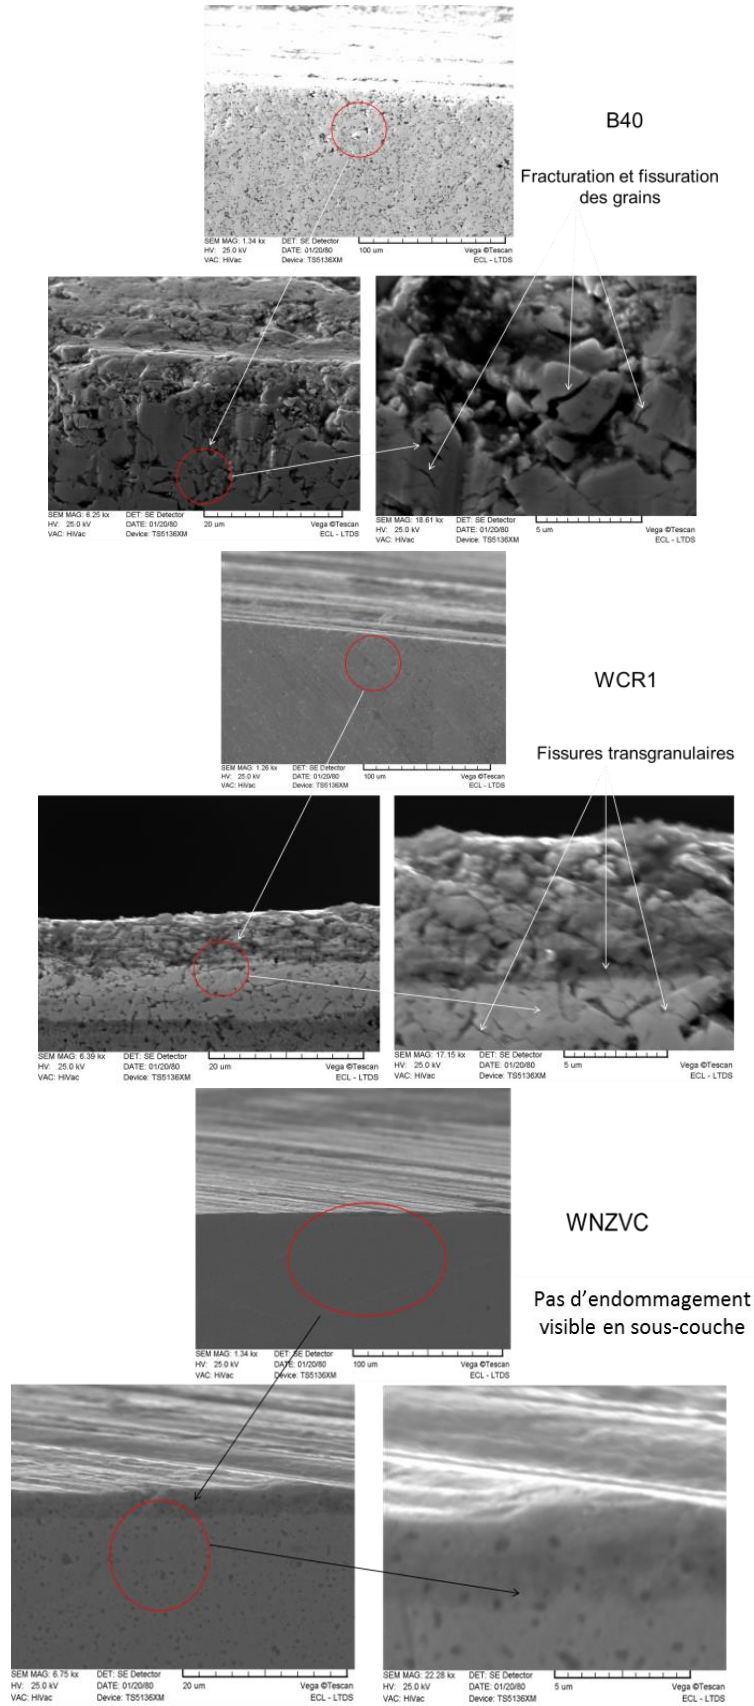 B40
Fracturation et fissuration
des grains
SEM MAG: 1.34 kx DET: SE Detector
HV: 25.0 kV DATE: 01/20/80 100 um Vega ©Tescan
VAC: HiVac Device: TS5136XM ECL - LTDS
SEM MAG: 6.25 kx DET: SE Detector
HV: 25.0 kV DATE: 01/20/80 20 um Vega ©Tescan
VAC: HiVac Device: TS5136XM ECL - LTDS
SEM MAG: 18.61 kx DET: SE Detector
HV: 25.0 kV DATE: 01/20/80 5 um Vega ©Tescan
VAC: HiVac Device: TS5136XM ECL - LTDS
WCR1
Fissures transgranulaires
SEM MAG: 1.26 kx DET: SE Detector
HV: 25.0 kV DATE: 01/20/80 100 um Vega ©Tescan
VAC: HiVac Device: TS5136XM ECL - LTDS
SEM MAG: 6.39 kx DET: SE Detector
HV: 25.0 kV DATE: 01/20/80 20 um Vega ©Tescan
VAC: HiVac Device: TS5136XM ECL - LTDS
SEM MAG: 17.15 kx DET: SE Detector
HV: 25.0 kV DATE: 01/20/80 5 um Vega ©Tescan
VAC: HiVac Device: TS5136XM ECL - LTDS
WNZVC
Pas d'endommagement
visible en sous-couche
SEM MAG: 1.34 kx DET: SE Detector
HV: 25.0 kV DATE: 01/20/80 100 um Vega ©Tescan
VAC: HiVac Device: TS5136XM ECL - LTDS
SEM MAG: 6.75 kx DET: SE Detector
HV: 25.0 kV DATE: 01/20/80 20 um Vega ©Tescan
VAC: HiVac Device: TS5136XM ECL - LTDS
SEM MAG: 22.28 kx DET: SE Detector
HV: 25.0 kV DATE: 01/20/80 5 um Vega ©Tescan
VAC: HiVac Device: TS5136XM ECL - LTDS